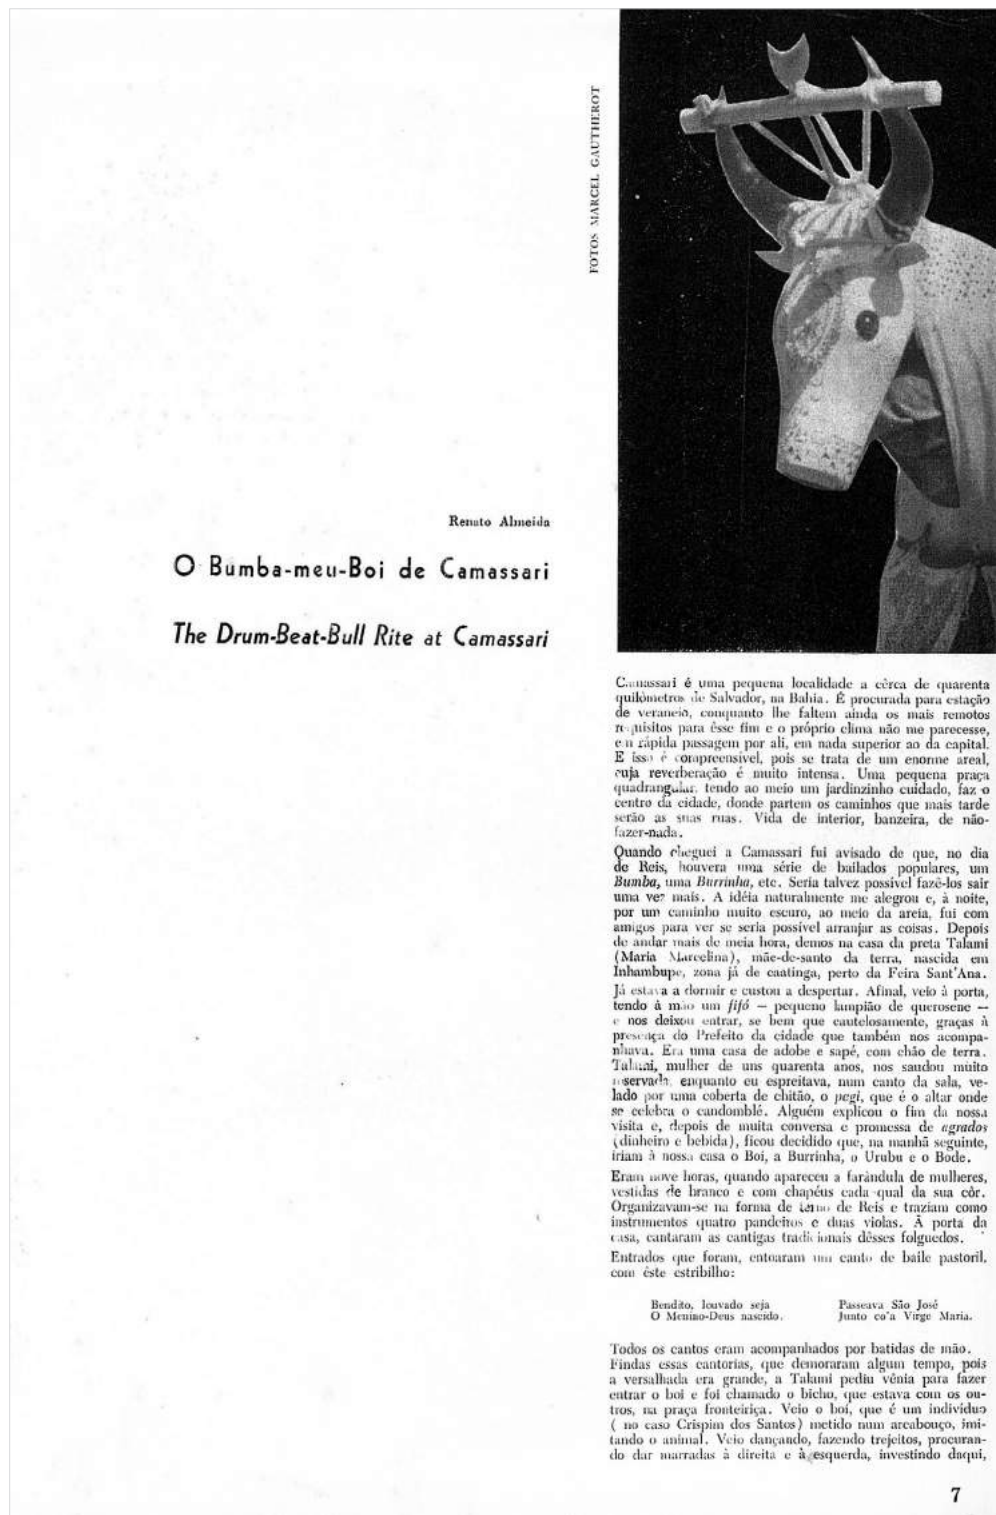 FOTOS MARCEL GAUTHEROT
Renato Almeida
O Bumba-meu-Boi de Camassari
The Drum-Beat-Bull Rite at Camassari
Camassari é uma pequena localidade a cêrca de quarenta
quilômetros de Salvador, na Bahia. É procurada para estação
de veraneio, conquanto lhe faltem ainda os mais remotos
requisitos para êsse fim e o próprio clima não me parecesse,
em rápida passagem por ali, em nada superior ao da capital.
E isso é compreensível, pois se trata de um enorme areal,
cuja reverberação é muito intensa. Uma pequena praça
quadrangular, tendo ao meio um jardinzinho cuidado, faz o
centro da cidade, donde partem os caminhos que mais tarde
serão as suas ruas. Vida de interior, banzeira, de não-
fazer-nada.
Quando cheguei a Camassari fui avisado de que, no dia
de Reis, houvera uma série de bailados populares, um
Bumba, uma Burrinha, etc. Seria talvez possível fazê-los sair
uma vez mais. A idéia naturalmente me alegrou e, à noite,
por um caminho muito escuro, ao meio da areia, fui com
amigos para ver se seria possível arranjar as coisas. Depois
de andar mais de meia hora, demos na casa da preta Talami
(Maria Marcelina), mãe-de-santo da terra, nascida em
Inhambupe, zona já de caatinga, perto da Feira Sant'Ana.
Já estava a dormir e custou a despertar. Afinal, veio à porta,
tendo à mão um fifó — pequeno lampião de querosene —
e nos deixou entrar, se bem que cautelosamente, graças à
presença do Prefeito da cidade que também nos acompa-
nhava. Era uma casa de adobe e sapé, com chão de terra.
Talami, mulher de uns quarenta anos, nos saudou muito
reservada, enquanto eu espreitava, num canto da sala, ve-
lado por uma coberta de chitão, o pegi, que é o altar onde
se celebra o candomblé. Alguém explicou o fim da nossa
visita e, depois de muita conversa e promessa de agrados
(dinheiro e bebida), ficou decidido que, na manhã seguinte,
iriam à nossa casa o Boi, a Burrinha, o Urubu e o Bode.
Eram nove horas, quando apareceu a farândula de mulheres,
vestidas de branco e com chapéus cada qual da sua côr.
Organizavam-se na forma de terno de Reis e traziam como
instrumentos quatro pandeiros e duas violas. À porta da
casa, cantaram as cantigas tradicionais dêsses folguedos.
Entrados que foram, entoaram um canto de baile pastoril,
com êste estribilho:
Bendito, louvado seja
O Menino-Deus nascido.
Passeava São José
Junto co'a Virge Maria.
Todos os cantos eram acompanhados por batidas de mão.
Findas essas cantorias, que demoraram algum tempo, pois
a versalhada era grande, a Talami pediu vênia para fazer
entrar o boi e foi chamado o bicho, que estava com os ou-
tros, na praça fronteiriça. Veio o boi, que é um indivíduo
( no caso Crispim dos Santos) metido num arcabouço, imi-
tando o animal. Veio dançando, fazendo trejeitos, procuran-
do dar marradas à direita e à esquerda, investindo daqui,
7